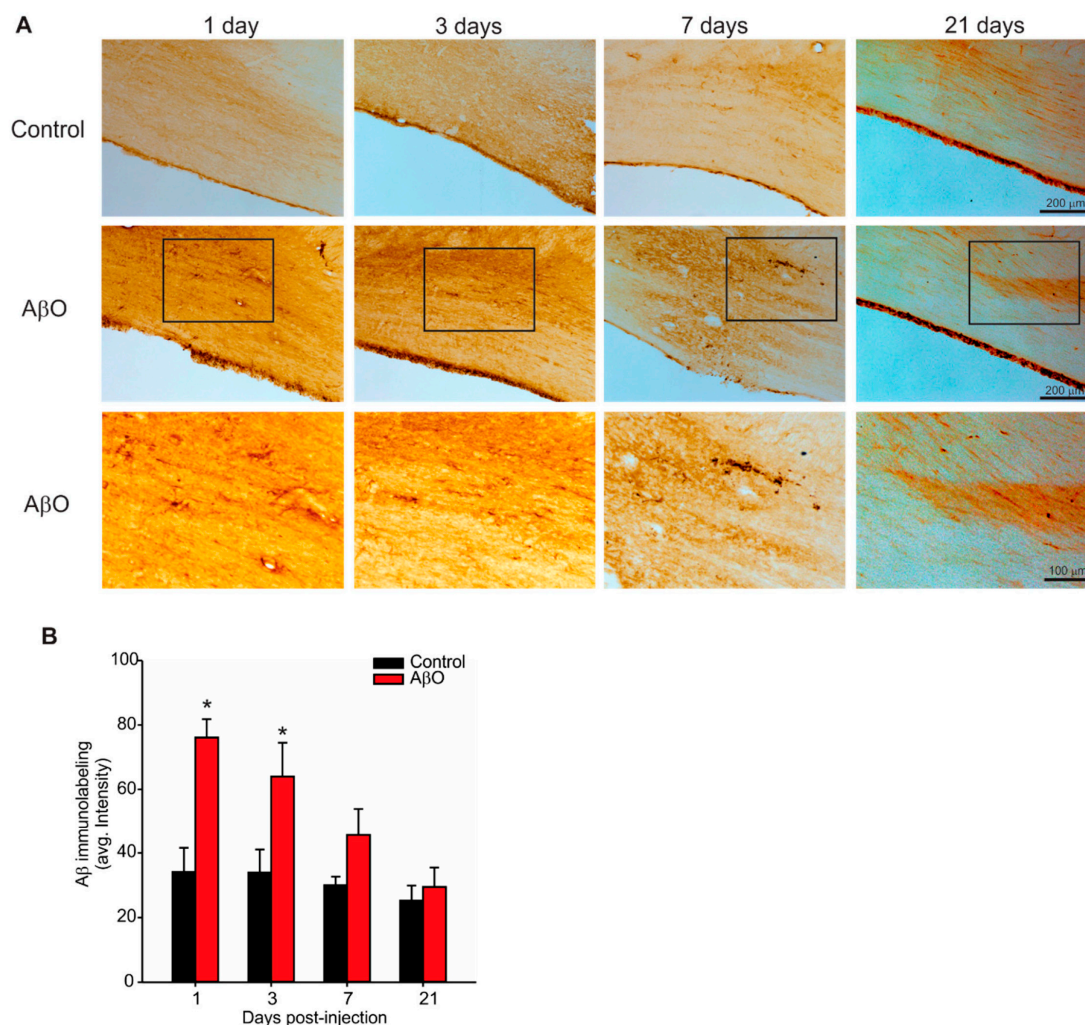 A
1 day 3 days 7 days 21 days
Control
200 μm
AβO
200 μm
AβO
100 μm
B
100
80
60
40
20
0
Aβ immunolabeling
(avg. Intensity)
Control
AβO
* *
1 3 7 21
Days post-injection